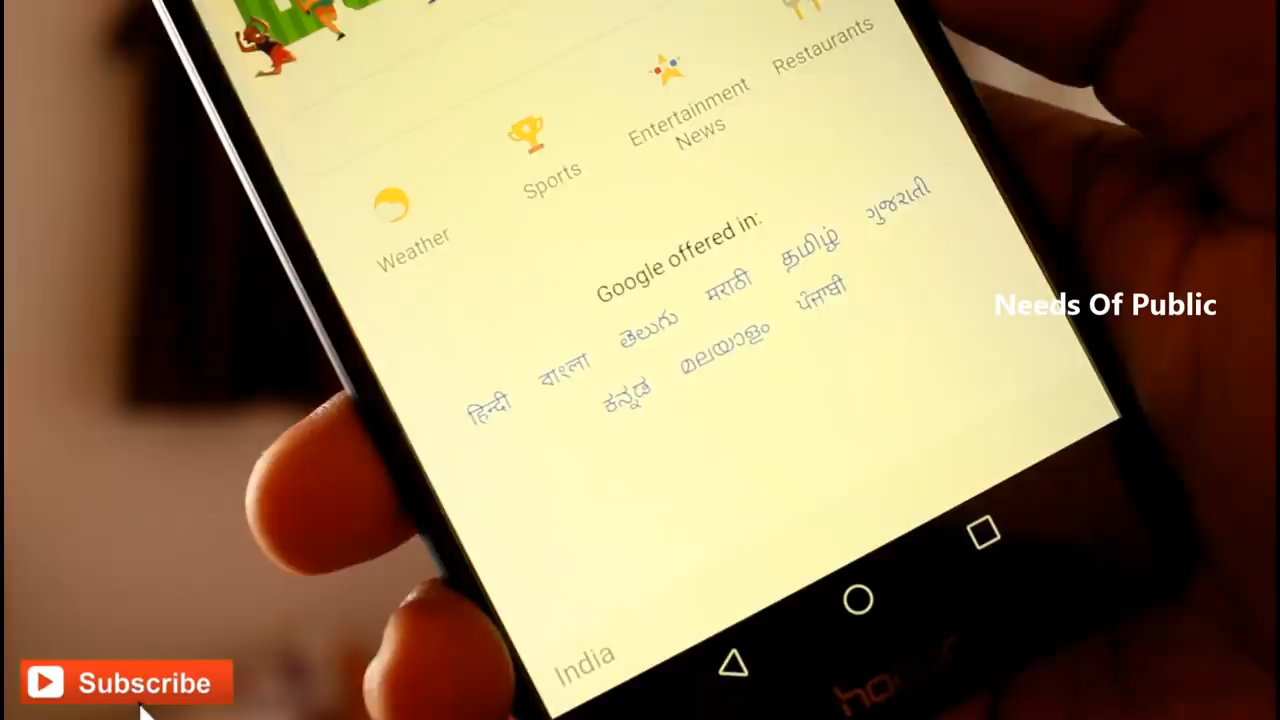 Restaurants
Entertainment
News
Sports
Weather
Google offered in:
हिन्दी বাংলা తెలుగు मराठी தமிழ் ગુજરાતી
ಕನ್ನಡ മലയാളം ਪੰਜਾਬੀ
Needs Of Public
India
Subscribe